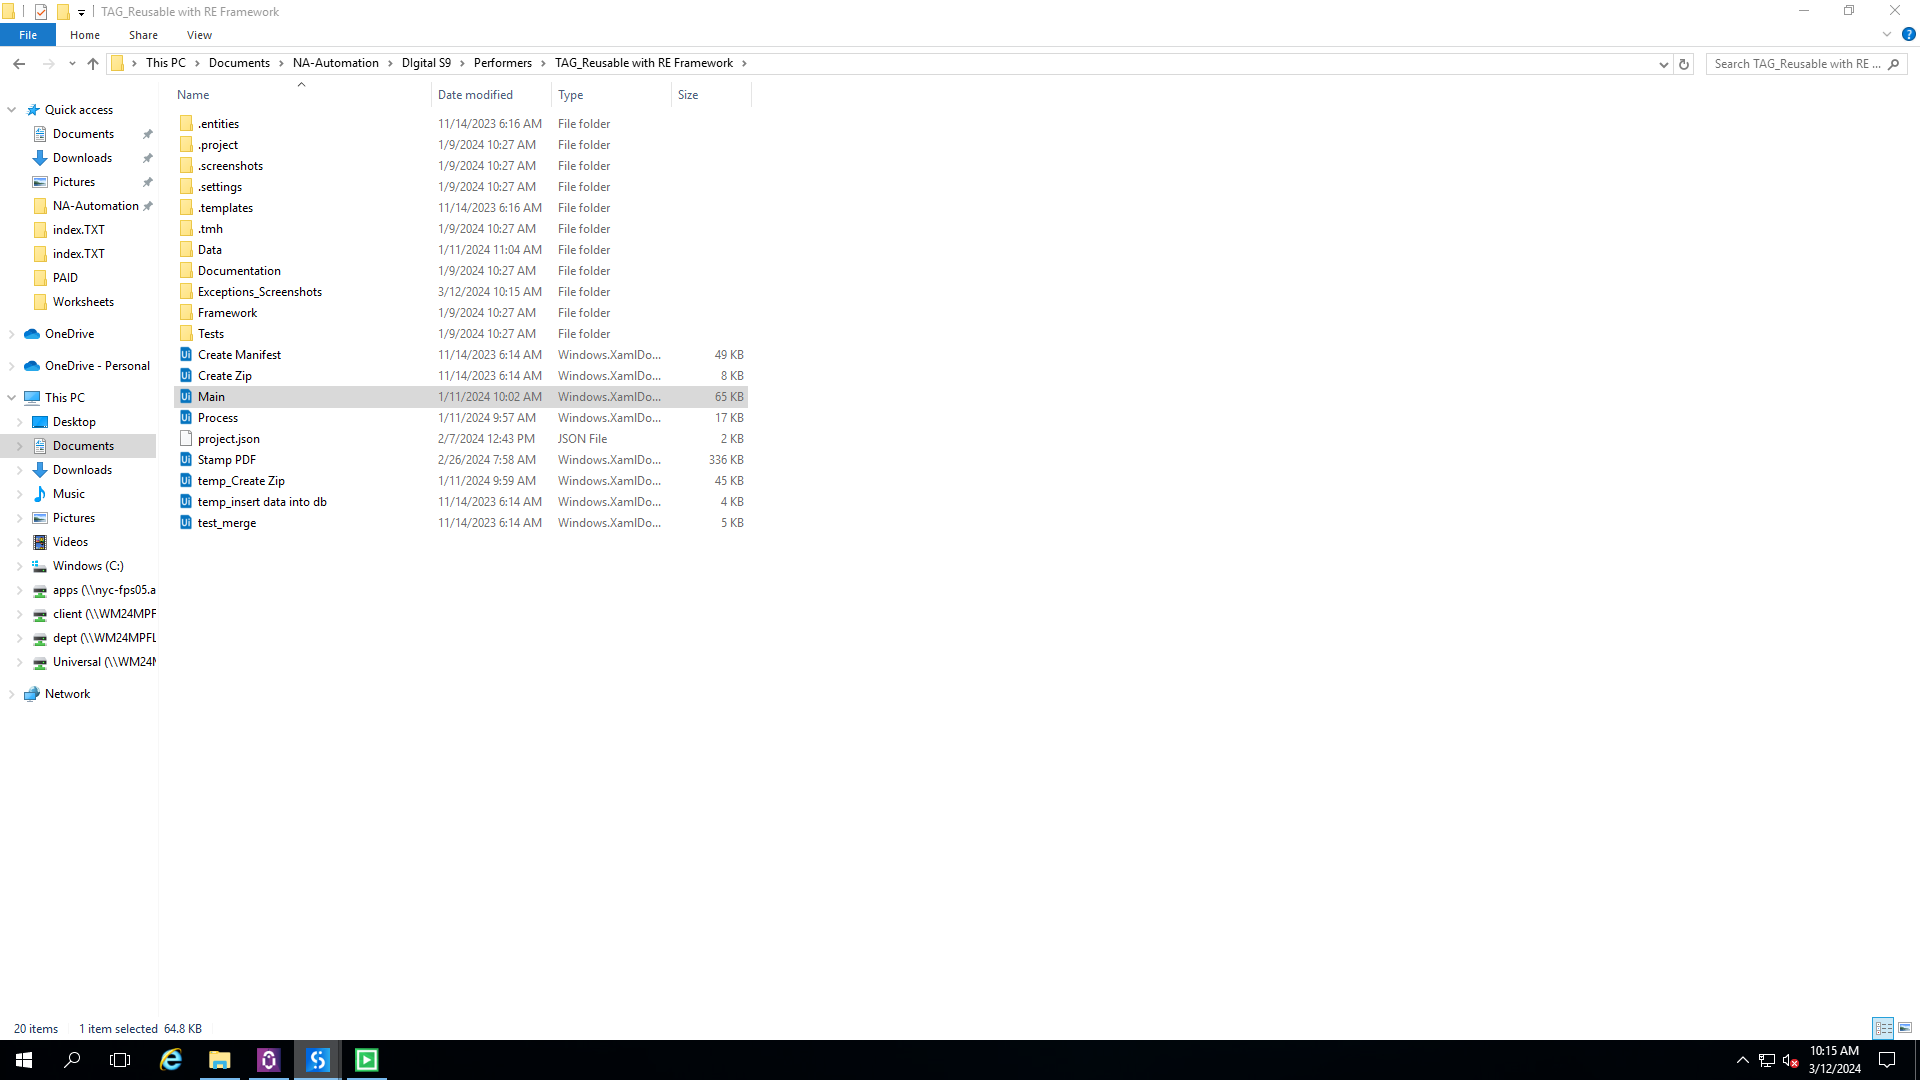 TAG_Reusable with RE Framework
File Home Share View
This PC Documents NA-Automation DIgital S9 Performers TAG_Reusable with RE Framework
Search TAG_Reusable with RE ...
Name Date modified Type Size
Quick access
Documents
Downloads
Pictures
NA-Automation
index.TXT
index.TXT
PAID
Worksheets
OneDrive
OneDrive - Personal
This PC
Desktop
Documents
Downloads
Music
Pictures
Videos
Windows (C:)
apps (\\nyc-fps05.a
client (\\WM24MPF
dept (\\WM24MPFL
Universal (\\WM24M
Network
.entities 11/14/2023 6:16 AM File folder
.project 1/9/2024 10:27 AM File folder
.screenshots 1/9/2024 10:27 AM File folder
.settings 1/9/2024 10:27 AM File folder
.templates 11/14/2023 6:16 AM File folder
.tmh 1/9/2024 10:27 AM File folder
Data 1/11/2024 11:04 AM File folder
Documentation 1/9/2024 10:27 AM File folder
Exceptions_Screenshots 3/12/2024 10:15 AM File folder
Framework 1/9/2024 10:27 AM File folder
Tests 1/9/2024 10:27 AM File folder
Create Manifest 11/14/2023 6:14 AM Windows.XamlDo... 49 KB
Create Zip 11/14/2023 6:14 AM Windows.XamlDo... 8 KB
Main 1/11/2024 10:02 AM Windows.XamlDo... 65 KB
Process 1/11/2024 9:57 AM Windows.XamlDo... 17 KB
project.json 2/7/2024 12:43 PM JSON File 2 KB
Stamp PDF 2/26/2024 7:58 AM Windows.XamlDo... 336 KB
temp_Create Zip 1/11/2024 9:59 AM Windows.XamlDo... 45 KB
temp_insert data into db 11/14/2023 6:14 AM Windows.XamlDo... 4 KB
test_merge 11/14/2023 6:14 AM Windows.XamlDo... 5 KB
20 items 1 item selected 64.8 KB
10:15 AM
3/12/2024